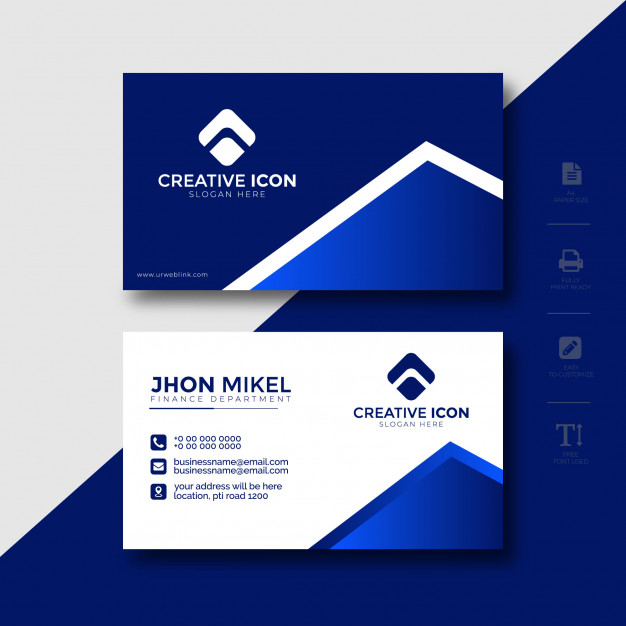 CREATIVE ICON
SLOGAN HERE
www.urweblink.com
JHON MIKEL
FINANCE DEPARTMENT
+0 00 000 0000
+0 00 000 0000
businessname@email.com
businessname@email.com
your address will be here
location, pti road 1200
CREATIVE ICON
SLOGAN HERE
A4
PAPER SIZE
FULLY
PRINT READY
EASY
TO CUSTOMIZE
FREE
FONT USED